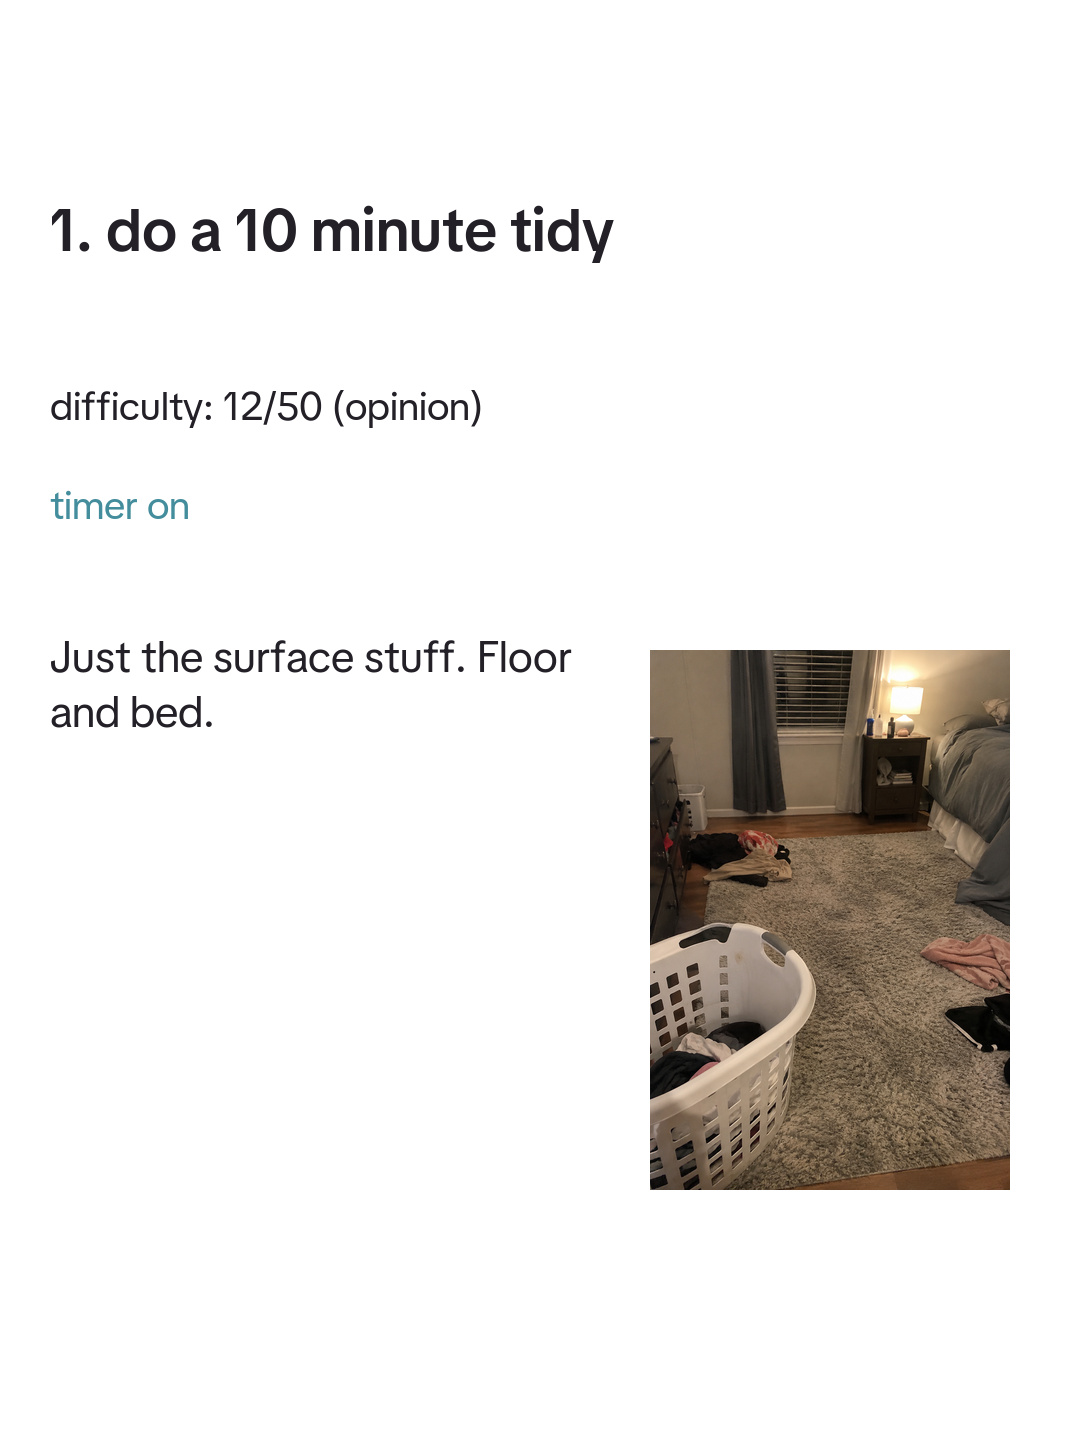 1. do a 10 minute tidy
difficulty: 12/50 (opinion)
timer on
Just the surface stuff. Floor
and bed.